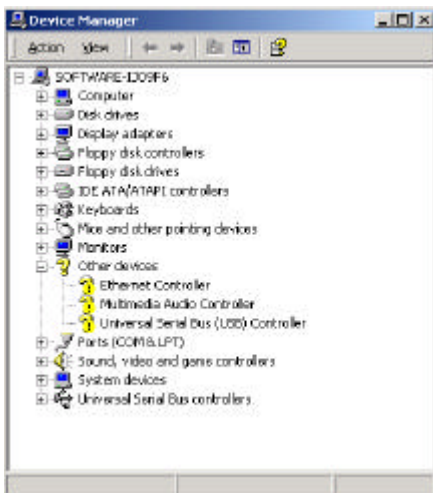 Device Manager
Action View
SOFTWARE-IJ09F6
Computer
Disk drives
Display adapters
Floppy disk controllers
Floppy disk drives
IDE ATA/ATAPI controllers
Keyboards
Mice and other pointing devices
Monitors
Other devices
Ethernet Controller
Multimedia Audio Controller
Universal Serial Bus (USB) Controller
Ports (COM & LPT)
Sound, video and game controllers
System devices
Universal Serial Bus controllers